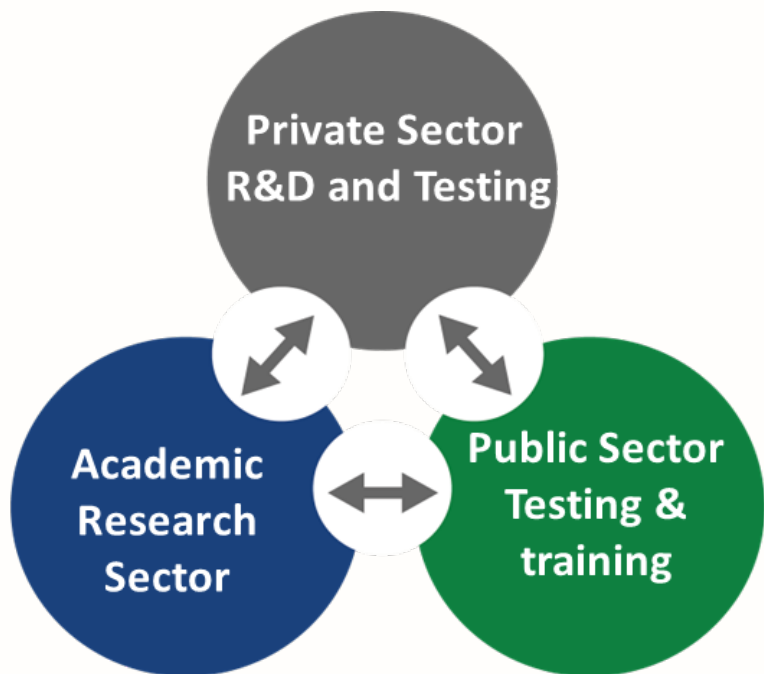 Private Sector
R&D and Testing
Academic
Research
Sector
Public Sector
Testing &
training